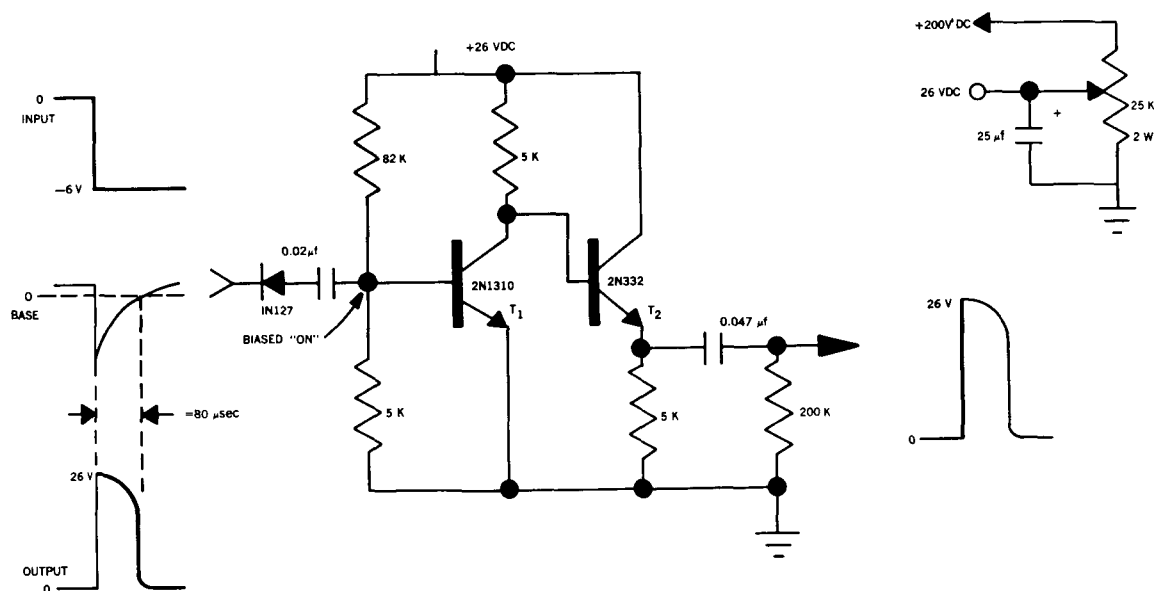 +26 VDC
+200V DC
26 VDC
+
25 K
25 µf
2 W
0
INPUT
−6 V
82 K
5 K
0.02µf
2N1310
2N332
IN127
T1
T2
BIASED "ON"
0.047 µf
0
BASE
=80 µsec
5 K
5 K
200K
26 V
0
26 V
OUTPUT
0